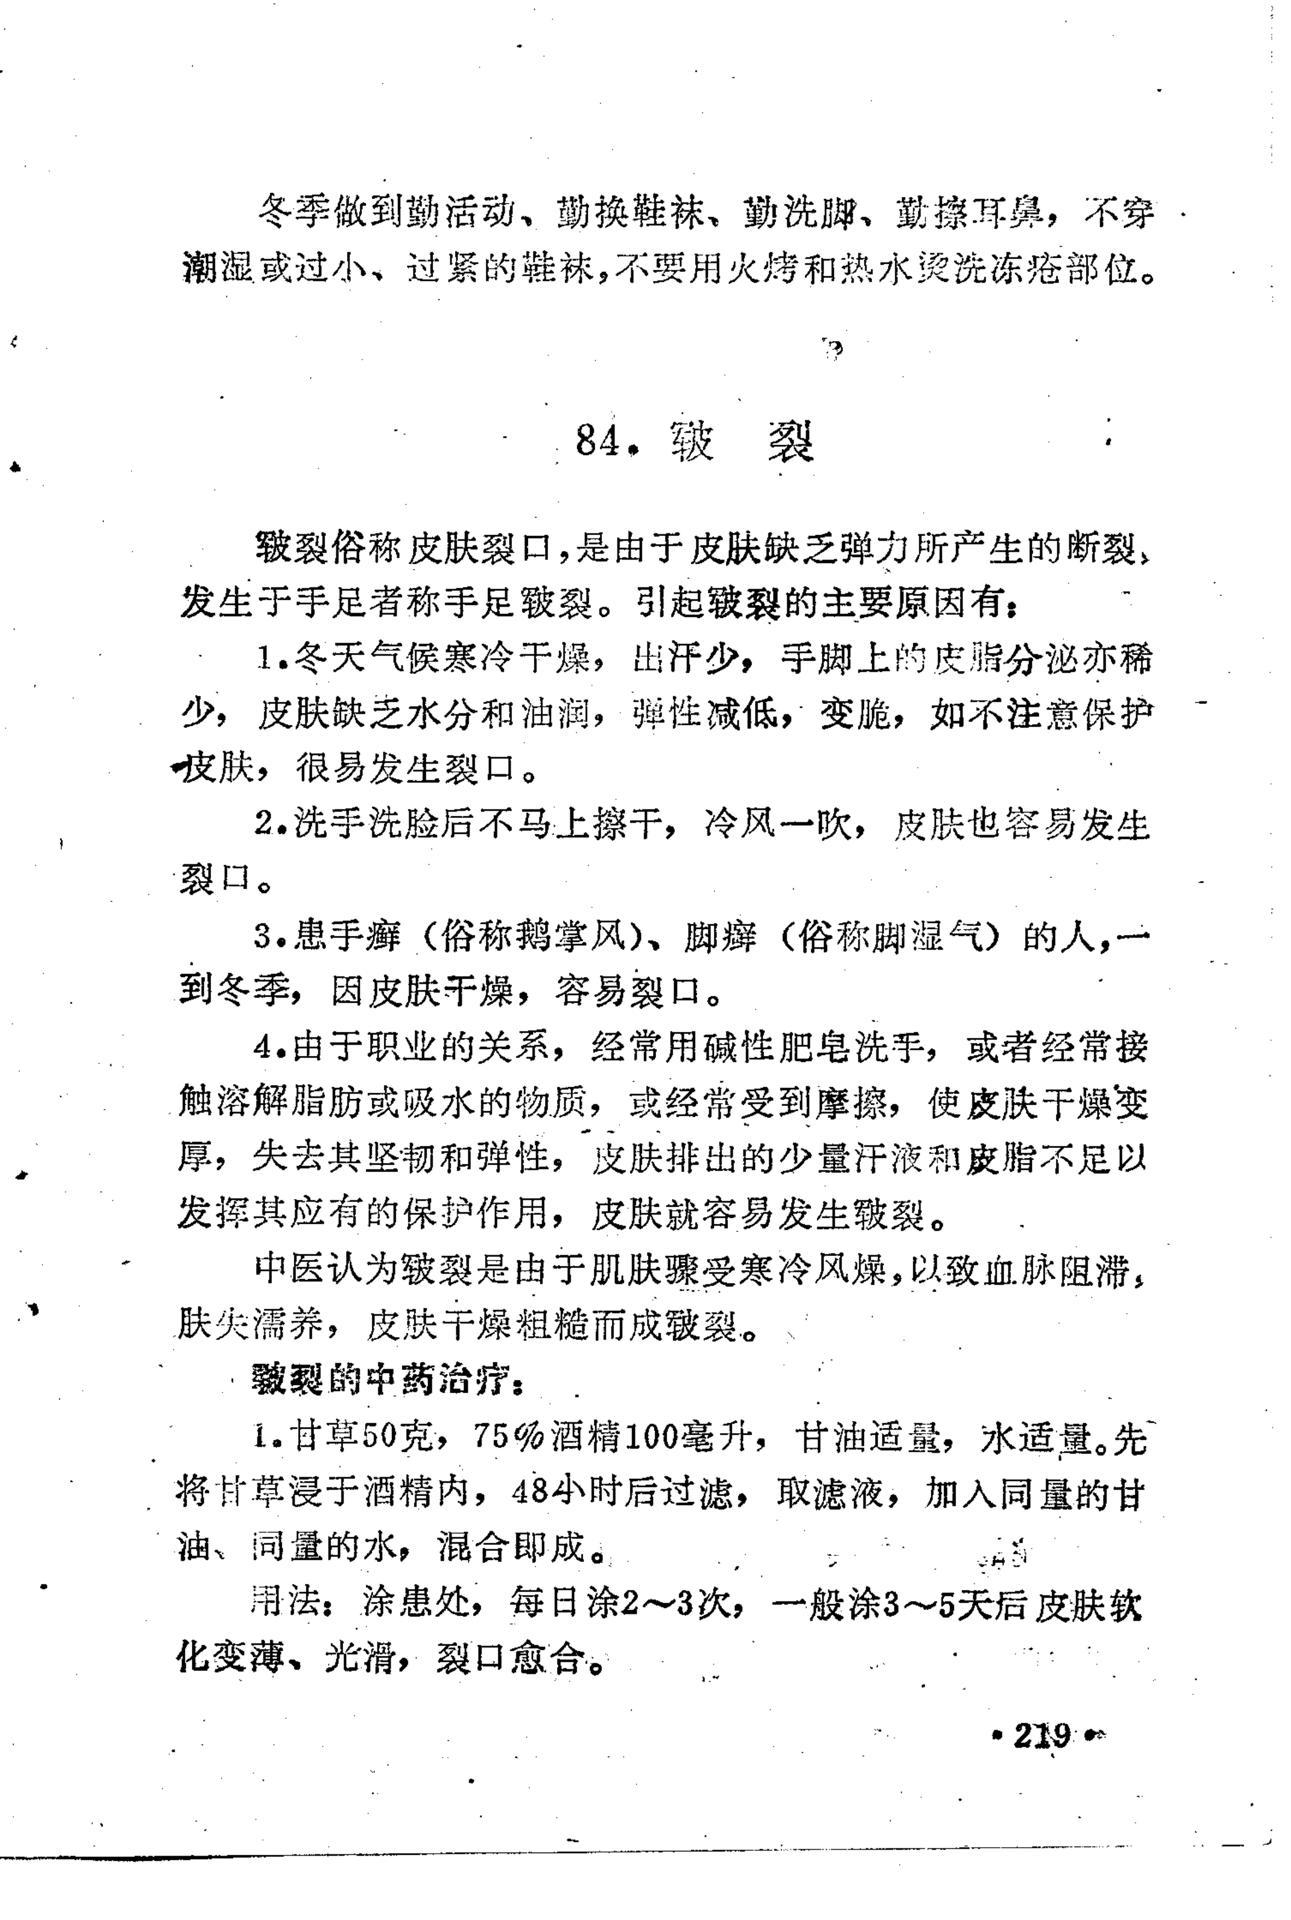 冬季做到勤活动、勤换鞋袜、勤洗脚、勤擦耳鼻，不穿
潮湿或过小、过紧的鞋袜，不要用火烤和热水烫洗冻疮部位。
84．皲 裂
皲裂俗称皮肤裂口，是由于皮肤缺乏弹力所产生的断裂，
发生于手足者称手足皲裂。引起皲裂的主要原因有：
1．冬天气候寒冷干燥，出汗少，手脚上的皮脂分泌亦稀
少，皮肤缺乏水分和油润，弹性减低，变脆，如不注意保护
皮肤，很易发生裂口。
2．洗手洗脸后不马上擦干，冷风一吹，皮肤也容易发生
裂口。
3．患手癣（俗称鹅掌风）、脚癣（俗称脚湿气）的人，一
到冬季，因皮肤干燥，容易裂口。
4．由于职业的关系，经常用碱性肥皂洗手，或者经常接
触溶解脂肪或吸水的物质，或经常受到摩擦，使皮肤干燥变
厚，失去其坚韧和弹性，皮肤排出的少量汗液和皮脂不足以
发挥其应有的保护作用，皮肤就容易发生皲裂。
中医认为皲裂是由于肌肤骤受寒冷风燥，以致血脉阻滞，
肤失濡养，皮肤干燥粗糙而成皲裂。
皲裂的中药治疗：
1．甘草50克，75%酒精100毫升，甘油适量，水适量。先
将甘草浸于酒精内，48小时后过滤，取滤液，加入同量的甘
油、同量的水，混合即成。
用法：涂患处，每日涂2～3次，一般涂3～5天后皮肤软
化变薄、光滑，裂口愈合。
·219·